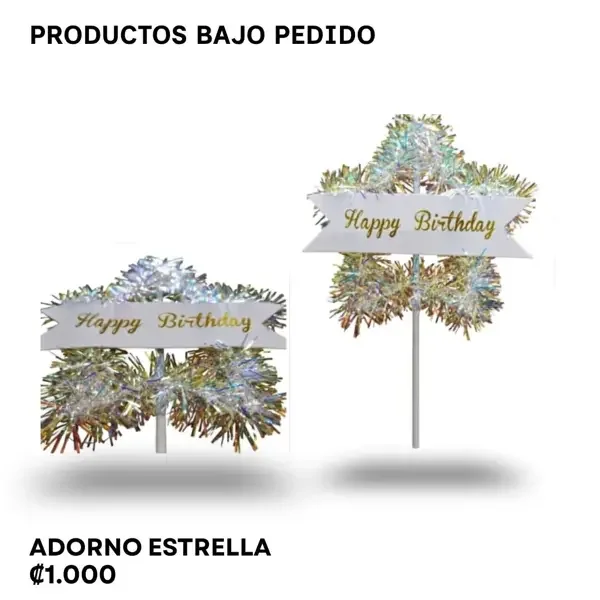 PRODUCTOS BAJO PEDIDO
Happy Birthday
Happy Birthday
ADORNO ESTRELLA
₡1.000